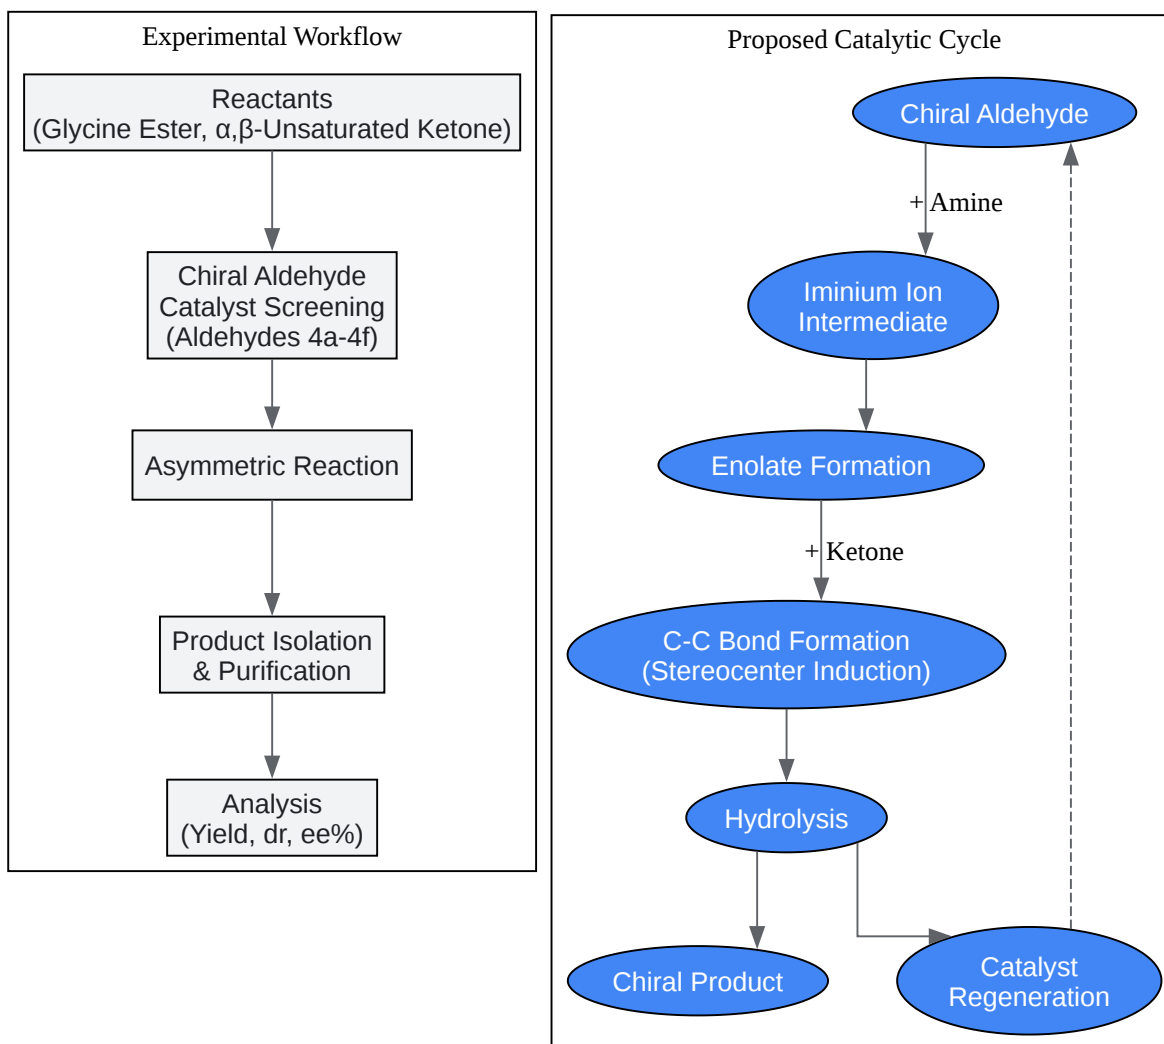 Experimental Workflow
Reactants
(Glycine Ester, α,β-Unsaturated Ketone)
Chiral Aldehyde
Catalyst Screening
(Aldehydes 4a-4f)
Asymmetric Reaction
Product Isolation
& Purification
Analysis
(Yield, dr, ee%)
Proposed Catalytic Cycle
Chiral Aldehyde
+ Amine
Iminium Ion
Intermediate
Enolate Formation
+ Ketone
C-C Bond Formation
(Stereocenter Induction)
Hydrolysis
Chiral Product
Catalyst
Regeneration